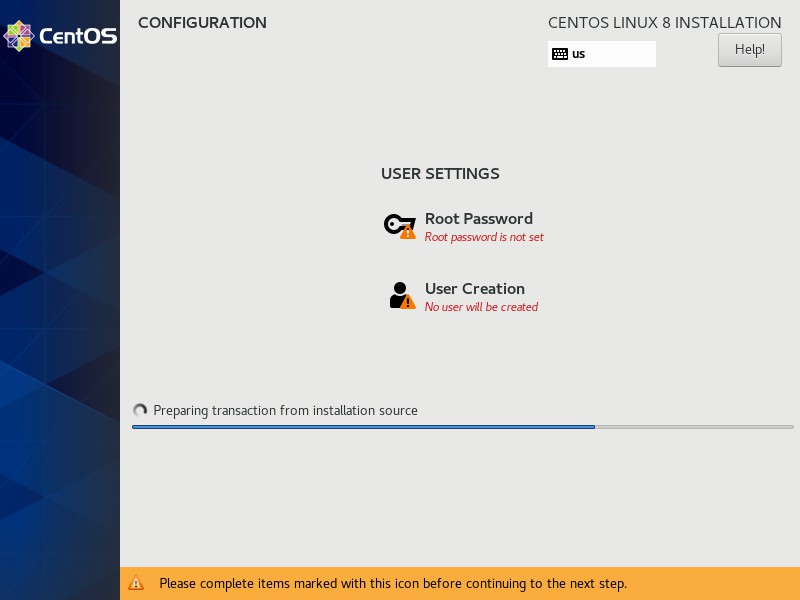 CentOS
CONFIGURATION
CENTOS LINUX 8 INSTALLATION
us
Help!
USER SETTINGS
Root Password
Root password is not set
User Creation
No user will be created
Preparing transaction from installation source
Please complete items marked with this icon before continuing to the next step.